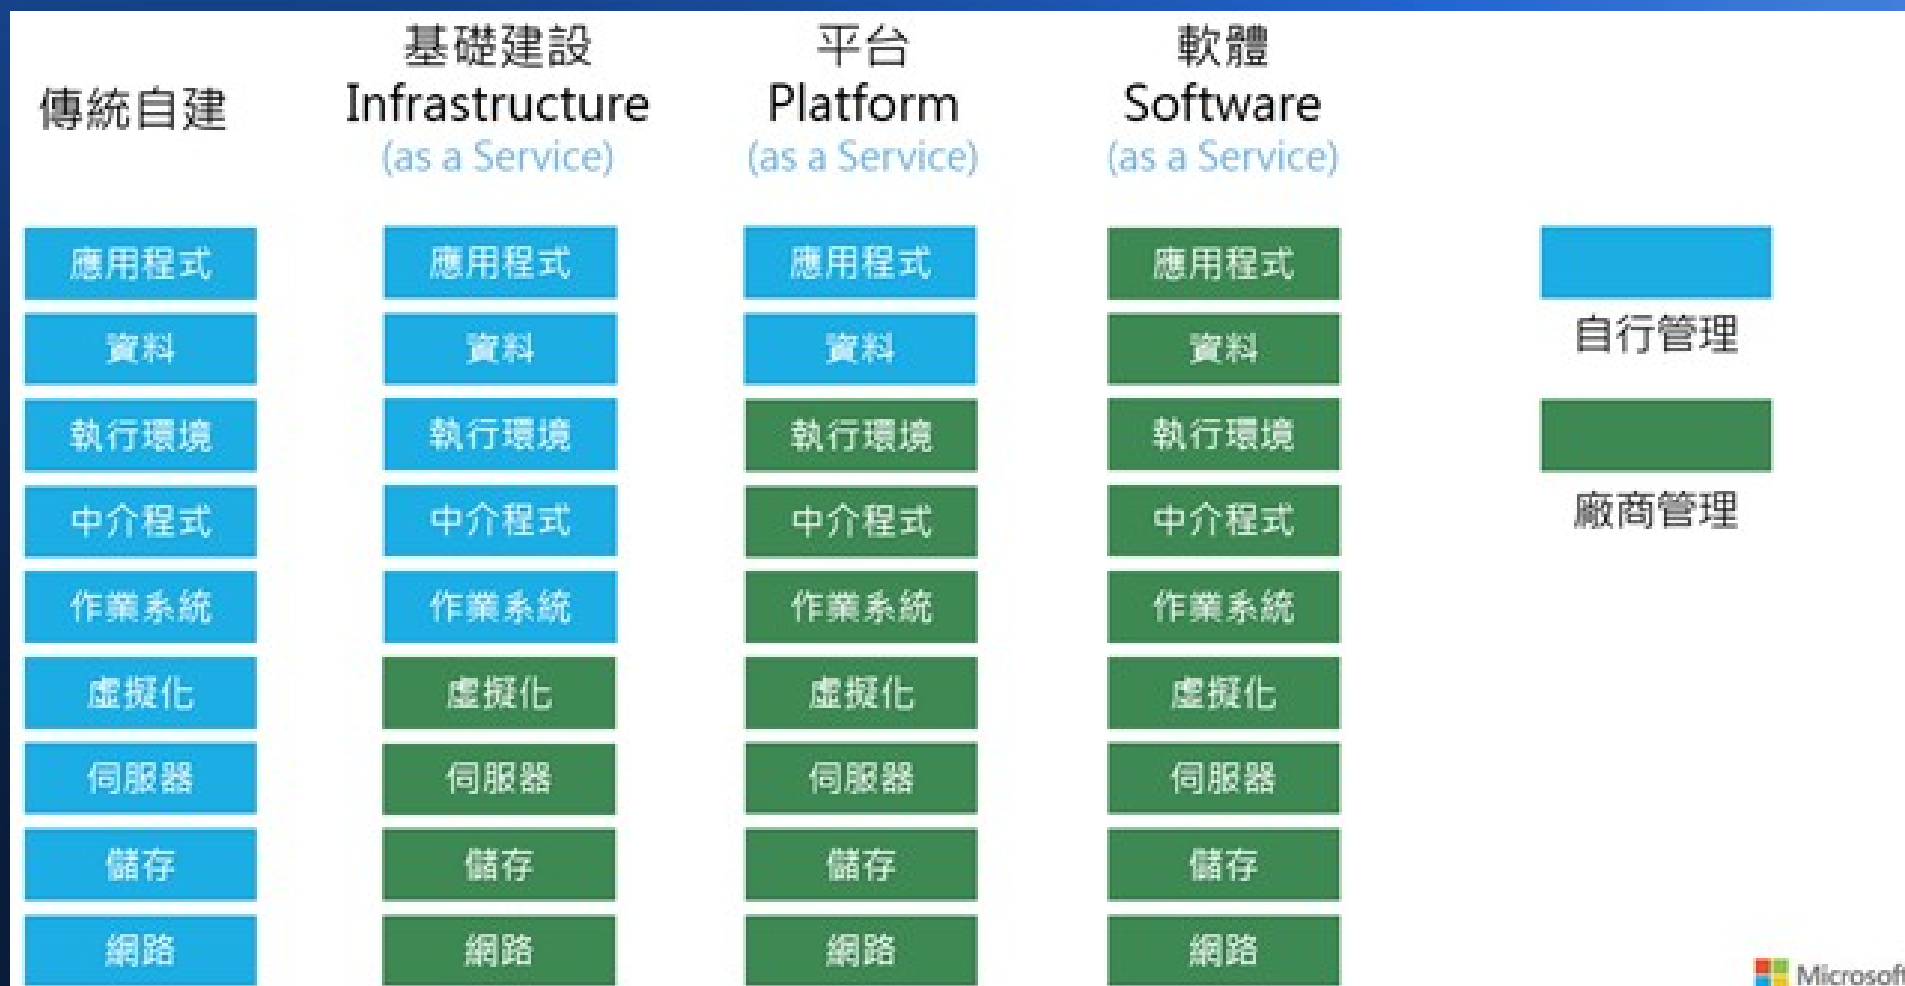 傳統自建
基礎建設
Infrastructure
(as a Service)
平台
Platform
(as a Service)
軟體
Software
(as a Service)
應用程式 應用程式 應用程式 應用程式
資料 資料 資料 資料
執行環境 執行環境 執行環境 執行環境
中介程式 中介程式 中介程式 中介程式
作業系統 作業系統 作業系統 作業系統
虛擬化 虛擬化 虛擬化 虛擬化
伺服器 伺服器 伺服器 伺服器
儲存 儲存 儲存 儲存
網路 網路 網路 網路
自行管理
廠商管理
Microsoft